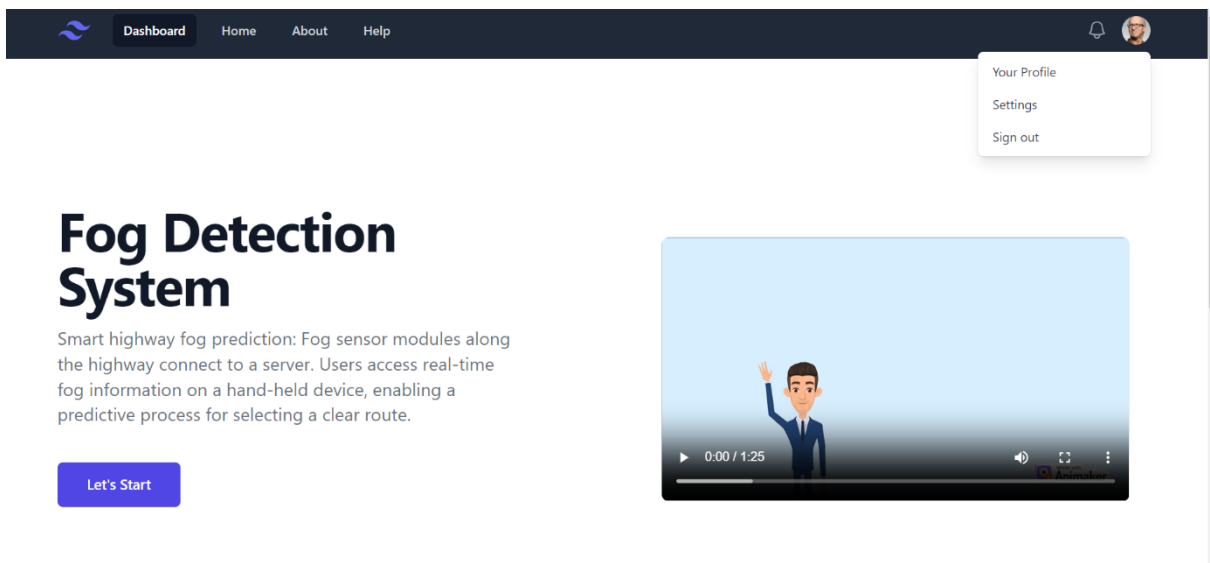 Dashboard Home About Help
Your Profile
Settings
Sign out
Fog Detection
System
Smart highway fog prediction: Fog sensor modules along
the highway connect to a server. Users access real-time
fog information on a hand-held device, enabling a
predictive process for selecting a clear route.
Let's Start
0:00 / 1:25
Animaker